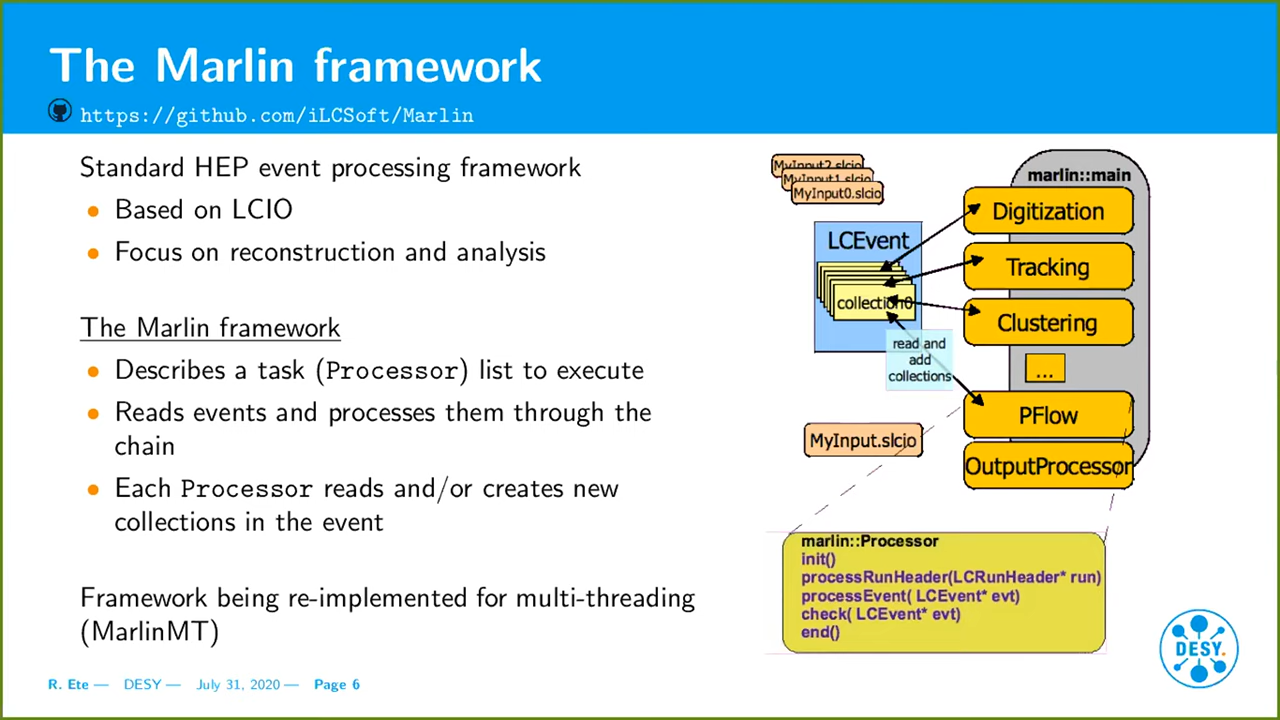 The Marlin framework
https://github.com/iLCSoft/Marlin
Standard HEP event processing framework
• Based on LCIO
• Focus on reconstruction and analysis
The Marlin framework
• Describes a task (Processor) list to execute
• Reads events and processes them through the
chain
• Each Processor reads and/or creates new
collections in the event
Framework being re-implemented for multi-threading
(MarlinMT)
MyInput2.slcio
MyInput1.slcio
MyInput0.slcio
LCEvent
collection0
read and
add
collections
MyInput.slcio
marlin::main
Digitization
Tracking
Clustering
...
PFlow
OutputProcessor
marlin::Processor
init()
processRunHeader(LCRunHeader* run)
processEvent( LCEvent* evt)
check( LCEvent* evt)
end()
DESY.
R. Ete — DESY — July 31, 2020 — Page 6